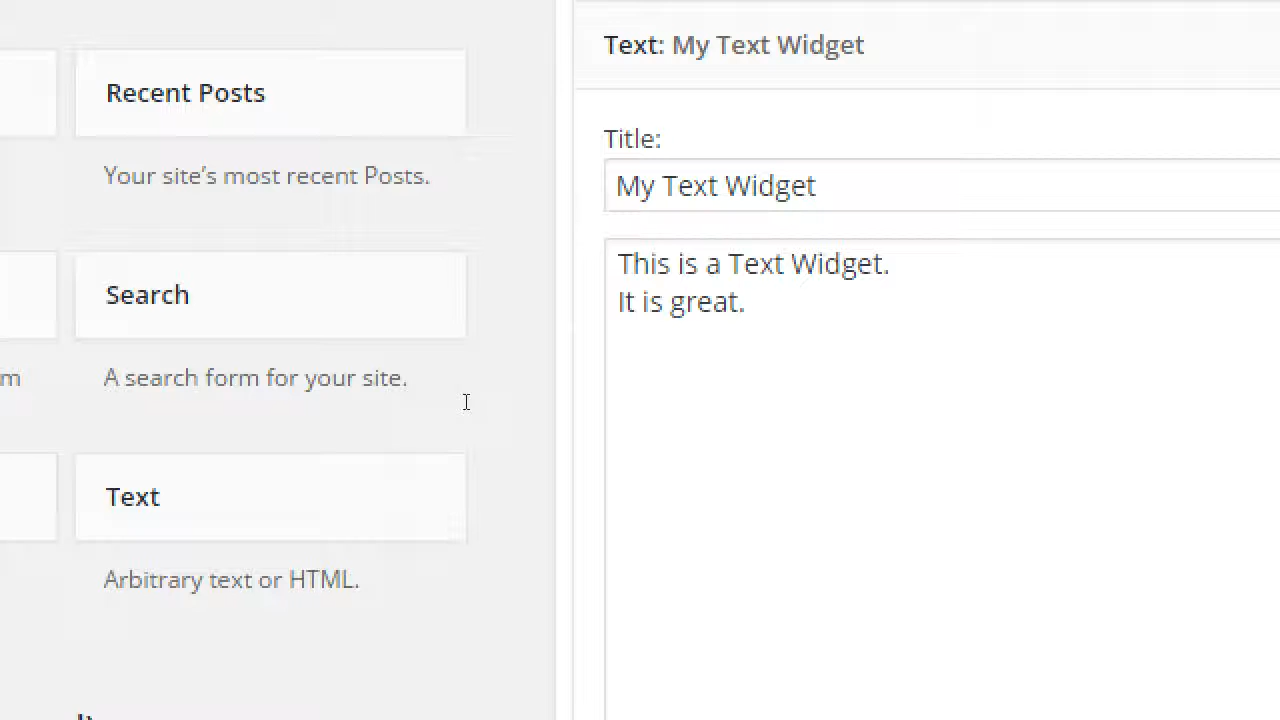 Recent Posts
Your site’s most recent Posts.
Search
m
A search form for your site.
Text
Arbitrary text or HTML.
Text: My Text Widget
Title:
My Text Widget
This is a Text Widget.
It is great.